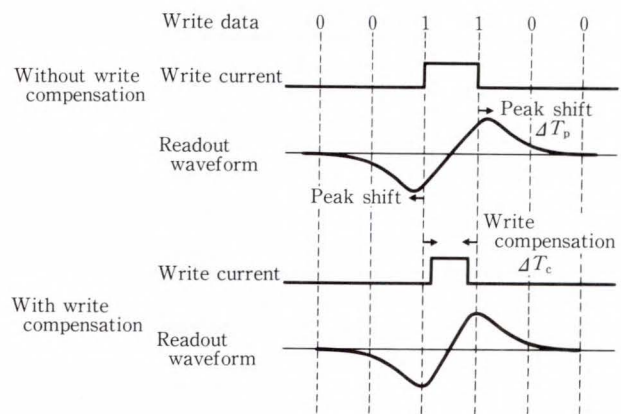 Write data 0 0 1 1 0 0
Without write
compensation
Write current
Peak shift
ΔTp
Readout
waveform
Peak shift
Write
compensation
ΔTc
Write current
With write
compensation
Readout
waveform